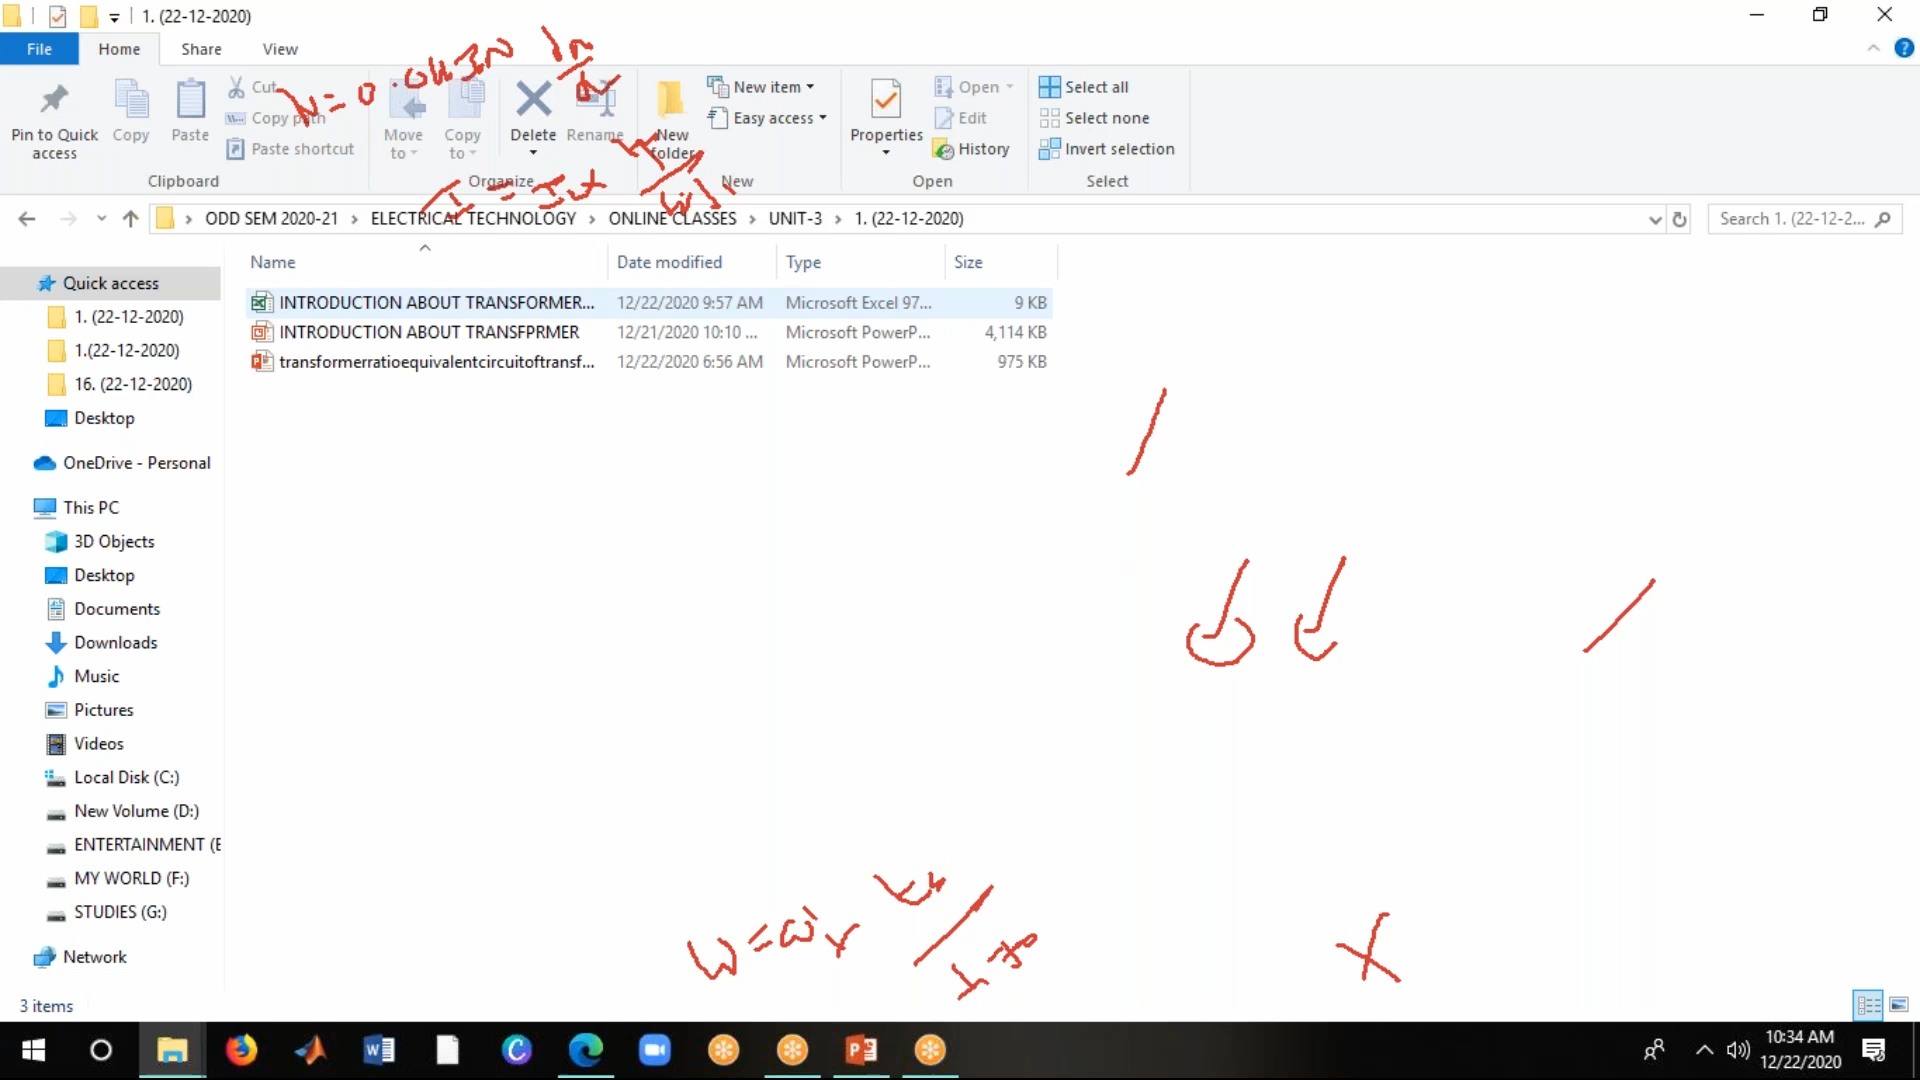 1. (22-12-2020)
File Home Share View
Pin to Quick access
Copy
Paste
Cut
Copy path
Paste shortcut
Clipboard
Move to
Copy to
Delete
Rename
Organize
New folder
New item
Easy access
New
Properties
Open
Edit
History
Open
Select all
Select none
Invert selection
Select
ODD SEM 2020-21 > ELECTRICAL TECHNOLOGY > ONLINE CLASSES > UNIT-3 > 1. (22-12-2020)
Search 1. (22-12-2...
Name Date modified Type Size
INTRODUCTION ABOUT TRANSFORMER... 12/22/2020 9:57 AM Microsoft Excel 97... 9 KB
INTRODUCTION ABOUT TRANSFPRMER 12/21/2020 10:10 ... Microsoft PowerP... 4,114 KB
transformerratioequivalentcircuitoftransf... 12/22/2020 6:56 AM Microsoft PowerP... 975 KB
Quick access
1. (22-12-2020)
1.(22-12-2020)
16. (22-12-2020)
Desktop
OneDrive - Personal
This PC
3D Objects
Desktop
Documents
Downloads
Music
Pictures
Videos
Local Disk (C:)
New Volume (D:)
ENTERTAINMENT (E
MY WORLD (F:)
STUDIES (G:)
Network
3 items
10:34 AM
12/22/2020